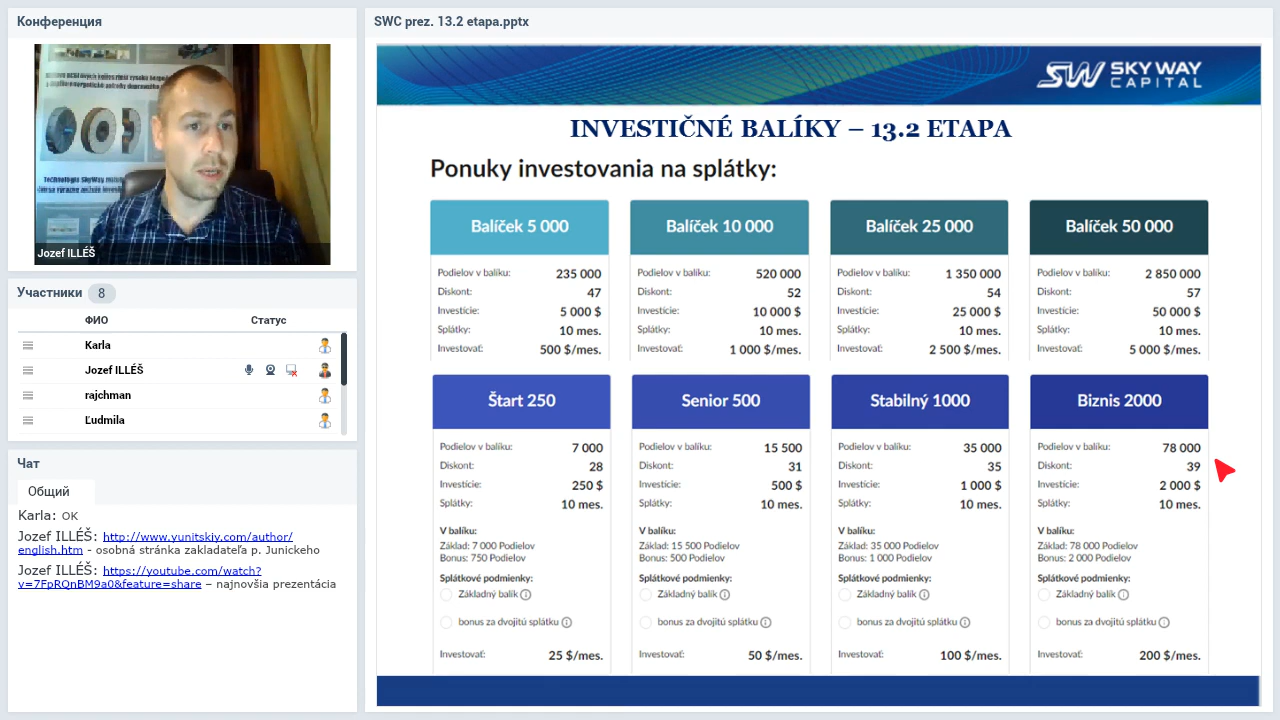 Конференция
Jozef ILLÉŠ
Участники 8
ФИО Статус
Karla
Jozef ILLÉŠ
rajchman
Ľudmila
Чат
Общий
Karla: OK
Jozef ILLÉŠ: http://www.yunitskiy.com/author/
english.htm - osobná stránka zakladateľa p. Junickeho
Jozef ILLÉŠ: https://youtube.com/watch?
v=7FpRQnBM9a0&feature=share – najnovšia prezentácia
SWC prez. 13.2 etapa.pptx
SW SKY WAY
CAPITAL
INVESTIČNÉ BALÍKY – 13.2 ETAPA
Ponuky investovania na splátky:
Balíček 5 000
Podielov v balíku: 235 000
Diskont: 47
Investície: 5 000 $
Splátky: 10 mes.
Investovať: 500 $/mes.
Balíček 10 000
Podielov v balíku: 520 000
Diskont: 52
Investície: 10 000 $
Splátky: 10 mes.
Investovať: 1 000 $/mes.
Balíček 25 000
Podielov v balíku: 1 350 000
Diskont: 54
Investície: 25 000 $
Splátky: 10 mes.
Investovať: 2 500 $/mes.
Balíček 50 000
Podielov v balíku: 2 850 000
Diskont: 57
Investície: 50 000 $
Splátky: 10 mes.
Investovať: 5 000 $/mes.
Štart 250
Podielov v balíku: 7 000
Diskont: 28
Investície: 250 $
Splátky: 10 mes.
V balíku:
Základ: 7 000 Podielov
Bonus: 750 Podielov
Splátkové podmienky:
Základný balík
bonus za dvojitú splátku
Investovať: 25 $/mes.
Senior 500
Podielov v balíku: 15 500
Diskont: 31
Investície: 500 $
Splátky: 10 mes.
V balíku:
Základ: 15 500 Podielov
Bonus: 500 Podielov
Splátkové podmienky:
Základný balík
bonus za dvojitú splátku
Investovať: 50 $/mes.
Stabilný 1000
Podielov v balíku: 35 000
Diskont: 35
Investície: 1 000 $
Splátky: 10 mes.
V balíku:
Základ: 35 000 Podielov
Bonus: 1 000 Podielov
Splátkové podmienky:
Základný balík
bonus za dvojitú splátku
Investovať: 100 $/mes.
Biznis 2000
Podielov v balíku: 78 000
Diskont: 39
Investície: 2 000 $
Splátky: 10 mes.
V balíku:
Základ: 78 000 Podielov
Bonus: 2 000 Podielov
Splátkové podmienky:
Základný balík
bonus za dvojitú splátku
Investovať: 200 $/mes.